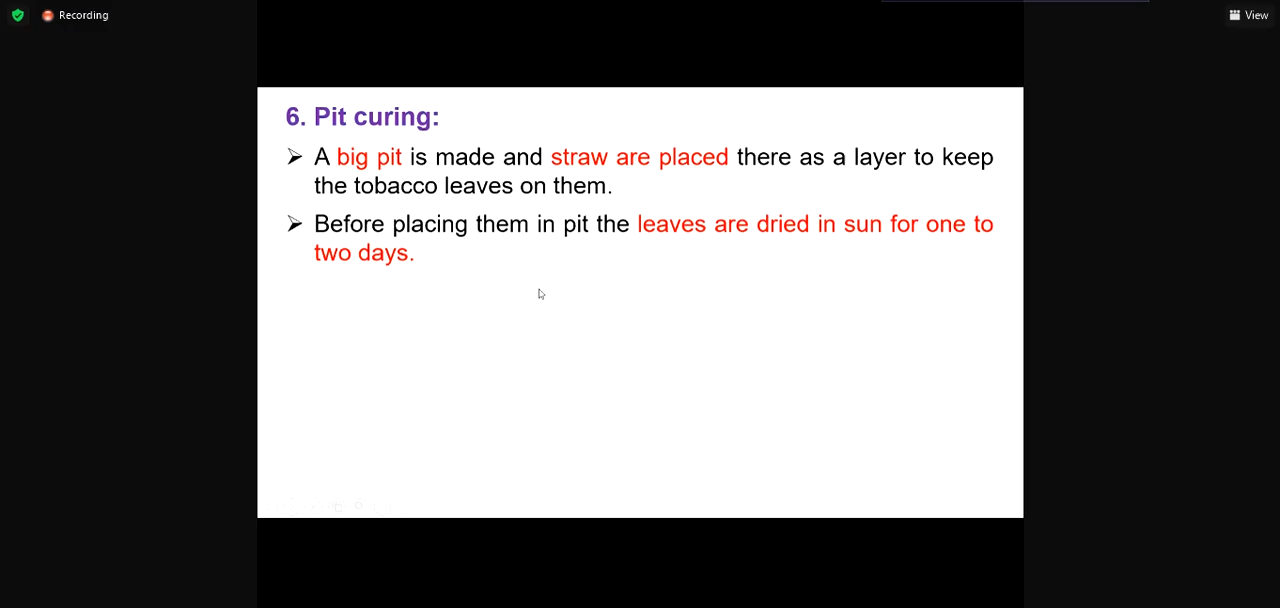 Recording
View
6. Pit curing:
➢ A big pit is made and straw are placed there as a layer to keep
the tobacco leaves on them.
➢ Before placing them in pit the leaves are dried in sun for one to
two days.